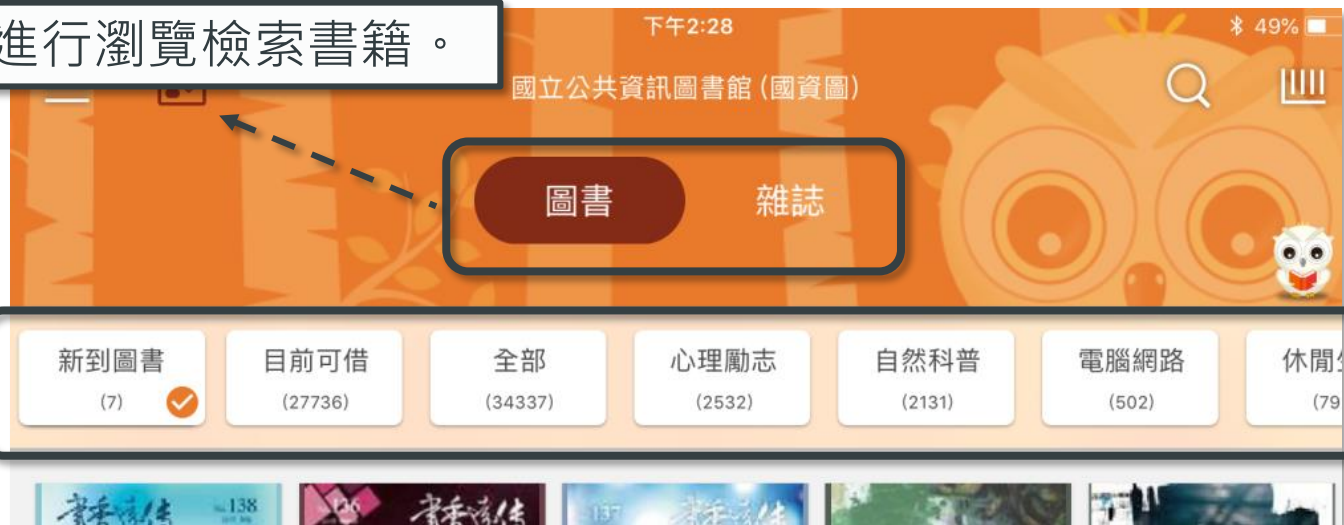 進行瀏覽檢索書籍。
下午2:28
49%
國立公共資訊圖書館 (國資圖)
圖書
雜誌
新到圖書
(7)
目前可借
(27736)
全部
(34337)
心理勵志
(2532)
自然科普
(2131)
電腦網路
(502)
休閒
(79
書香遠傳
138
136
書香遠傳
137
書香遠傳